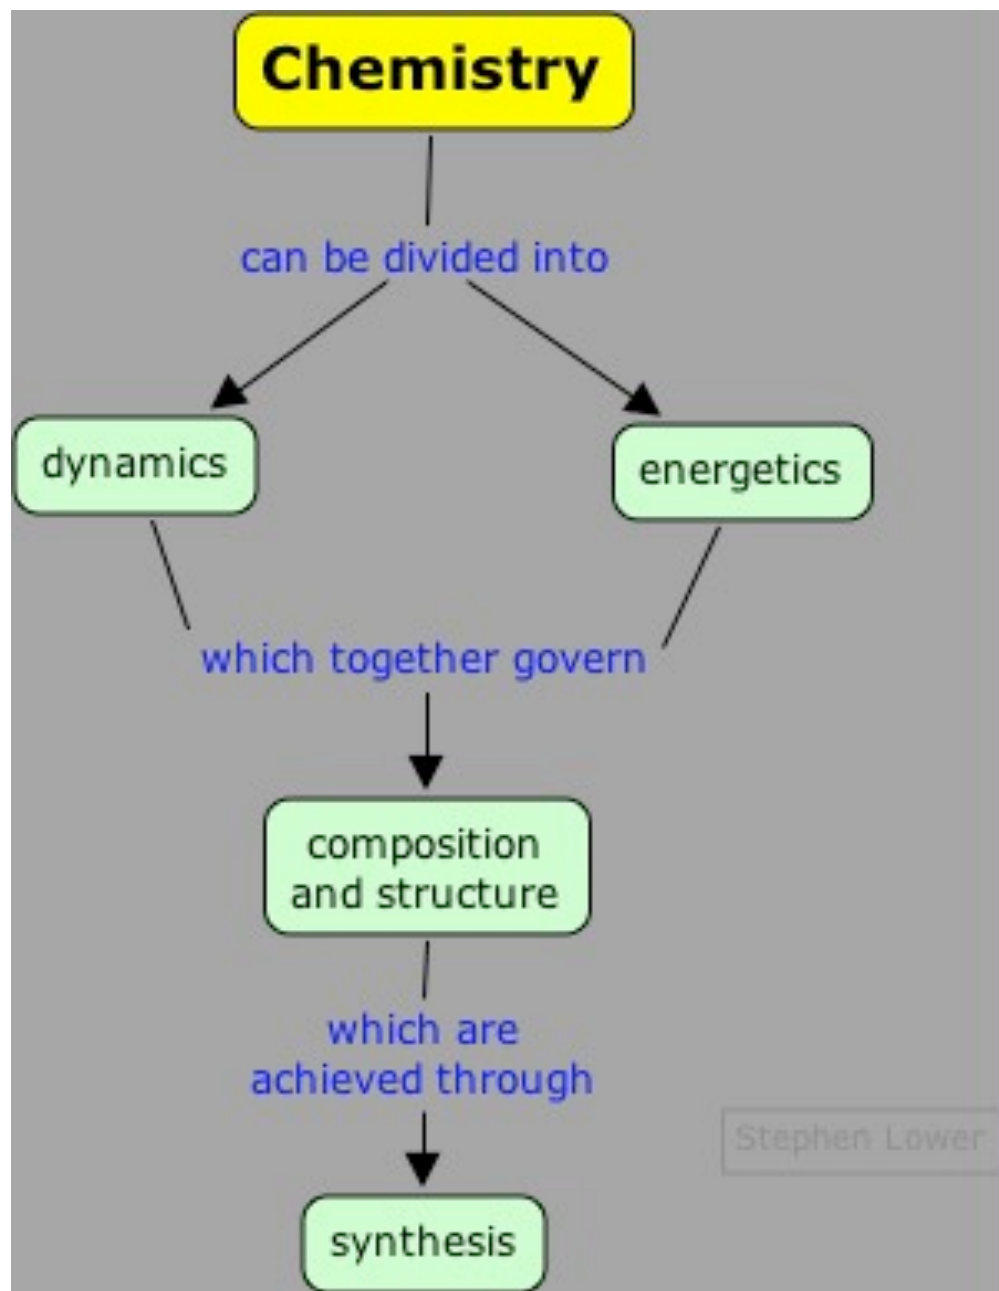 Chemistry
can be divided into
dynamics
energetics
which together govern
composition
and structure
which are
achieved through
Stephen Lower
synthesis